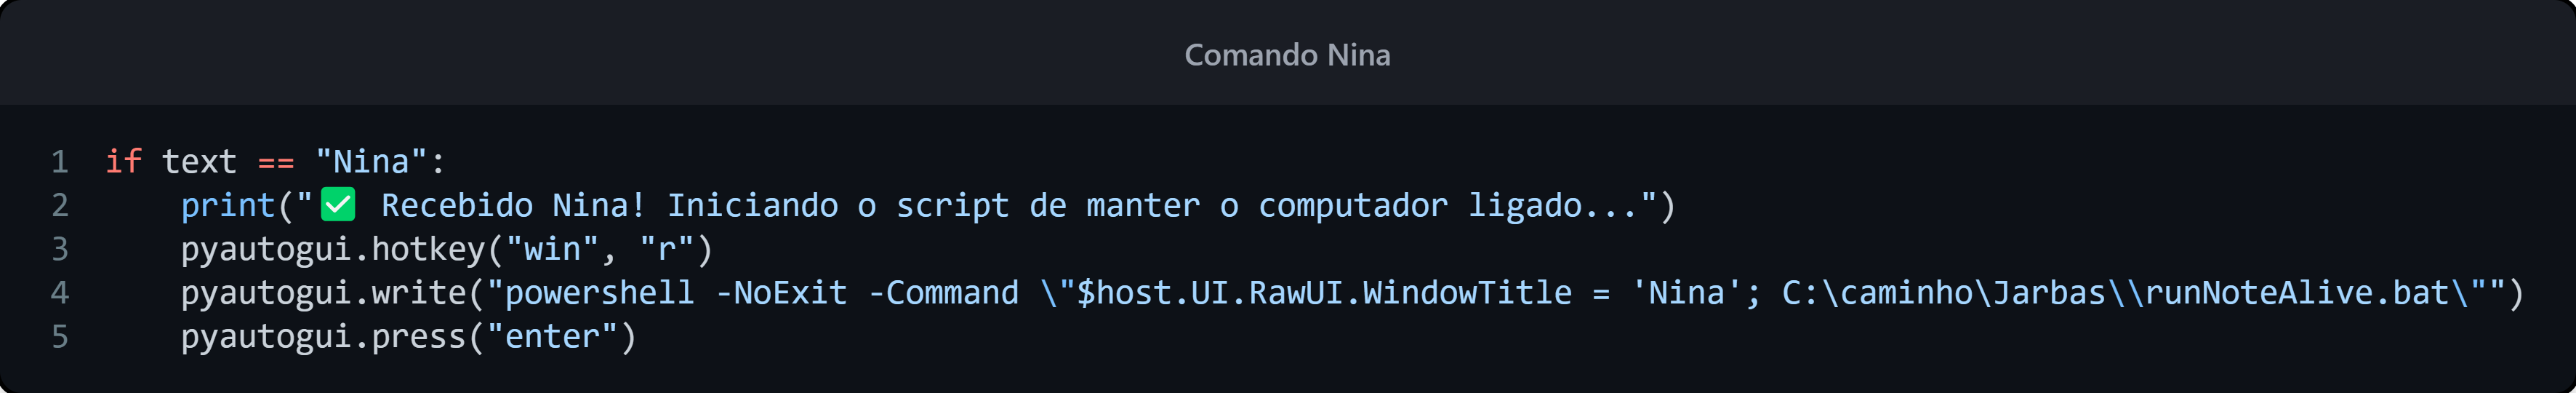 Comando Nina
1 if text == "Nina":
2     print("✅ Recebido Nina! Iniciando o script de manter o computador ligado...")
3     pyautogui.hotkey("win", "r")
4     pyautogui.write("powershell -NoExit -Command \"$host.UI.RawUI.WindowTitle = 'Nina'; C:\caminho\Jarbas\\runNoteAlive.bat\"")
5     pyautogui.press("enter")